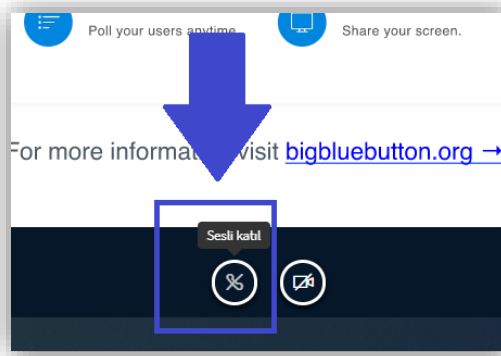 Poll your users anytime.
Share your screen.
For more visit bigbluebutton.org →
Sesli katıl